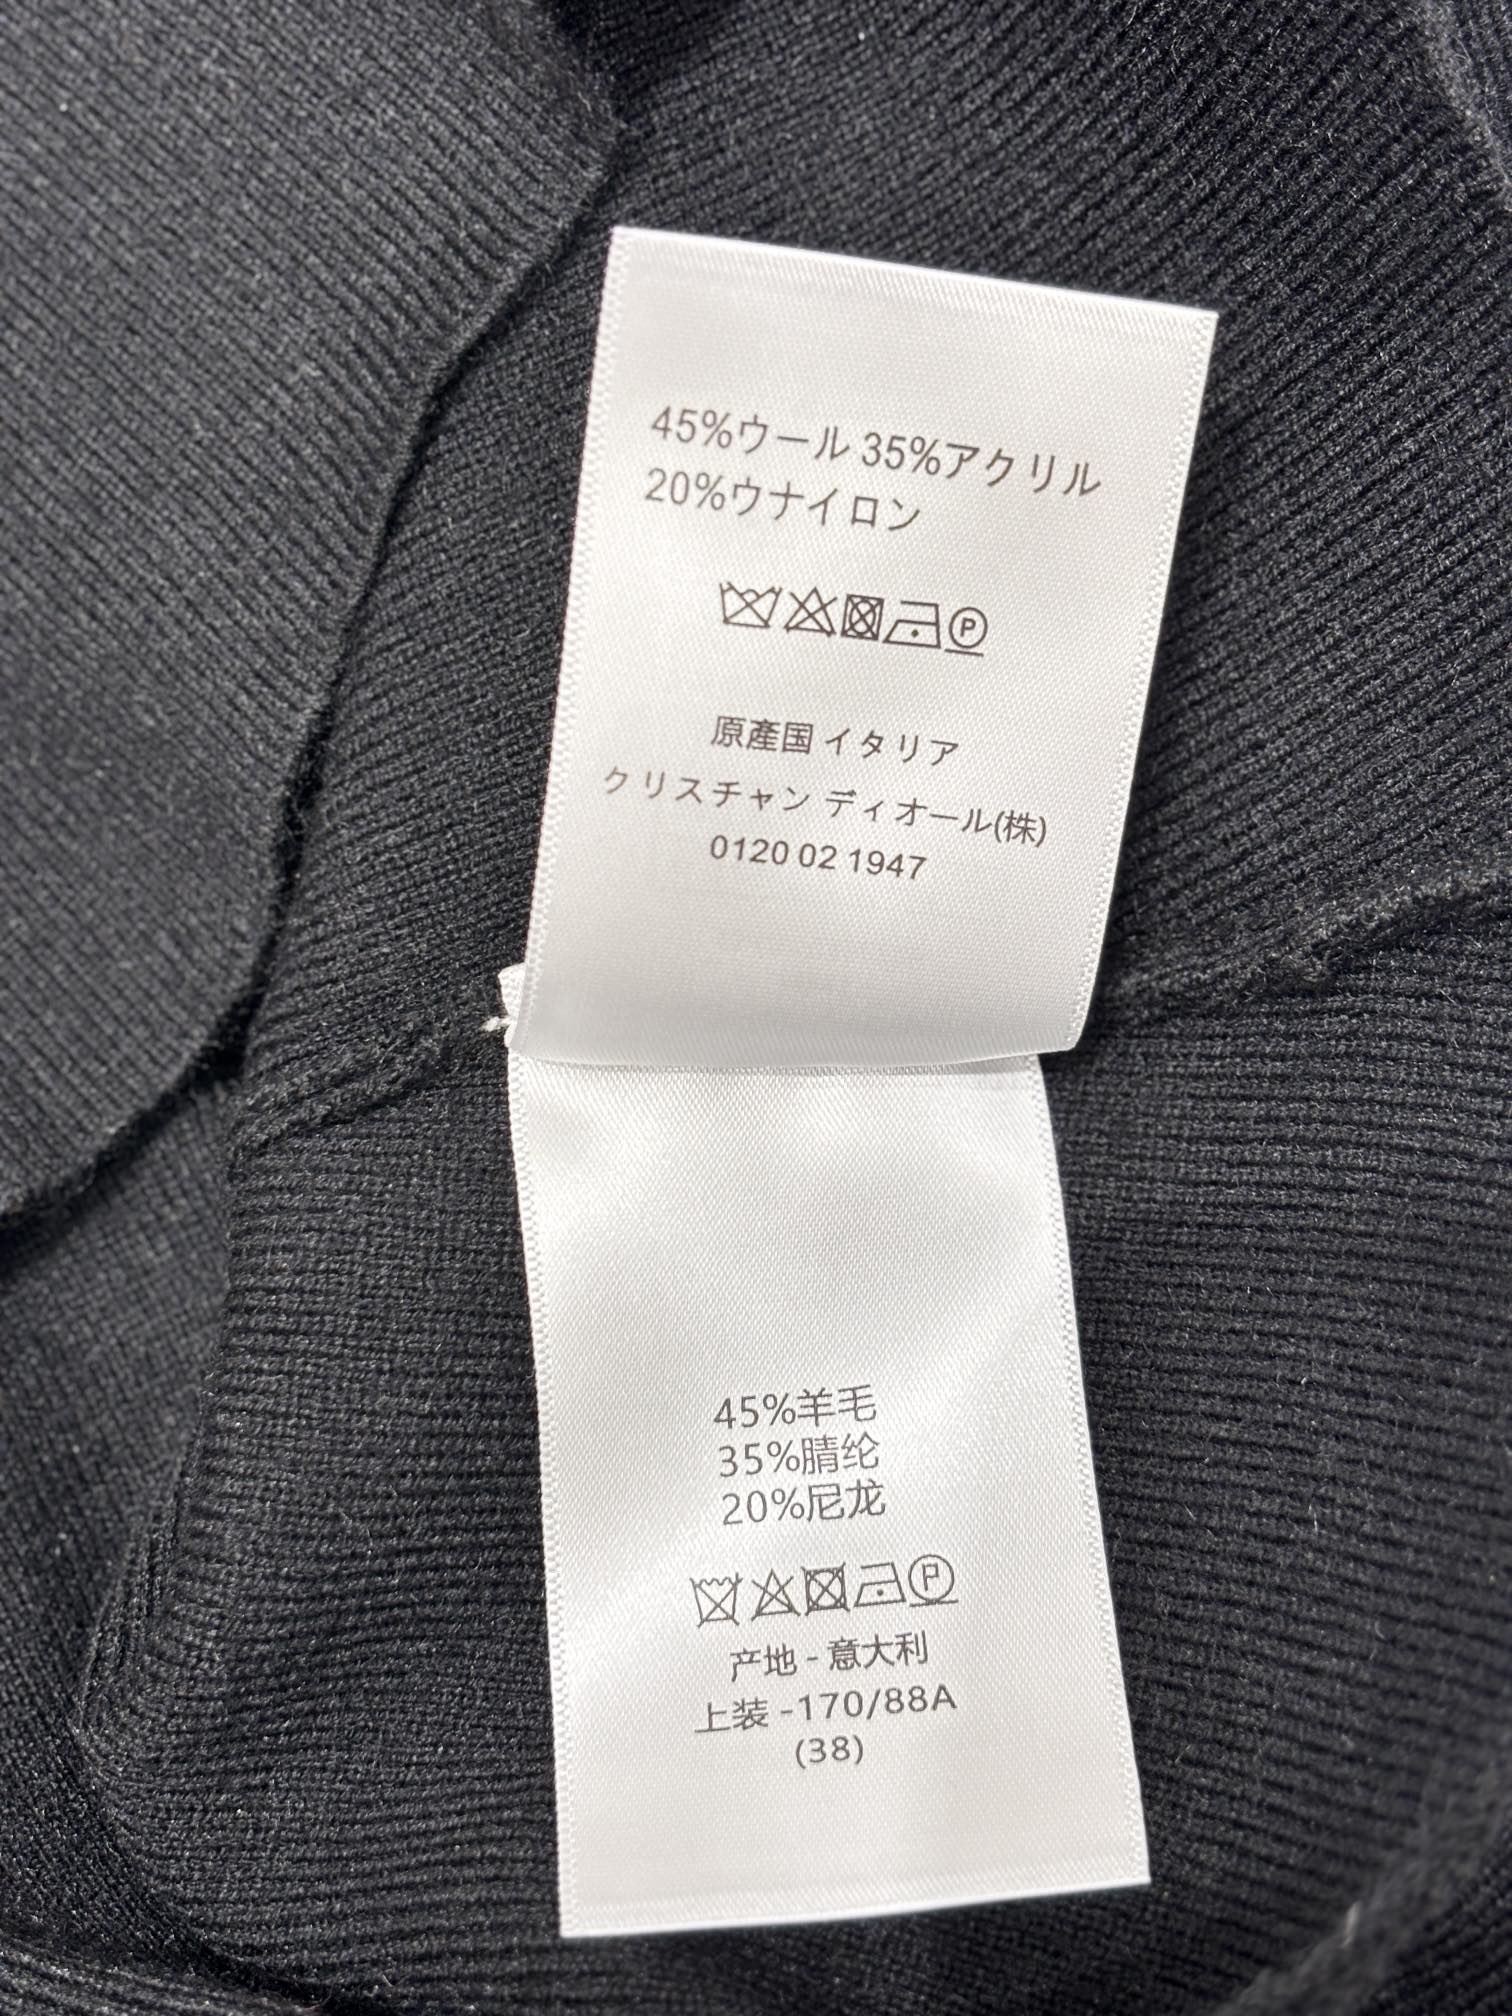 45%ウール 35%アクリル
20%ウナイロン
P
原產国 イタリア
クリスチャン ディオール(株)
0120 02 1947
45%羊毛
35%腈纶
20%尼龙
P
产地 - 意大利
上装 -170/88A
(38)